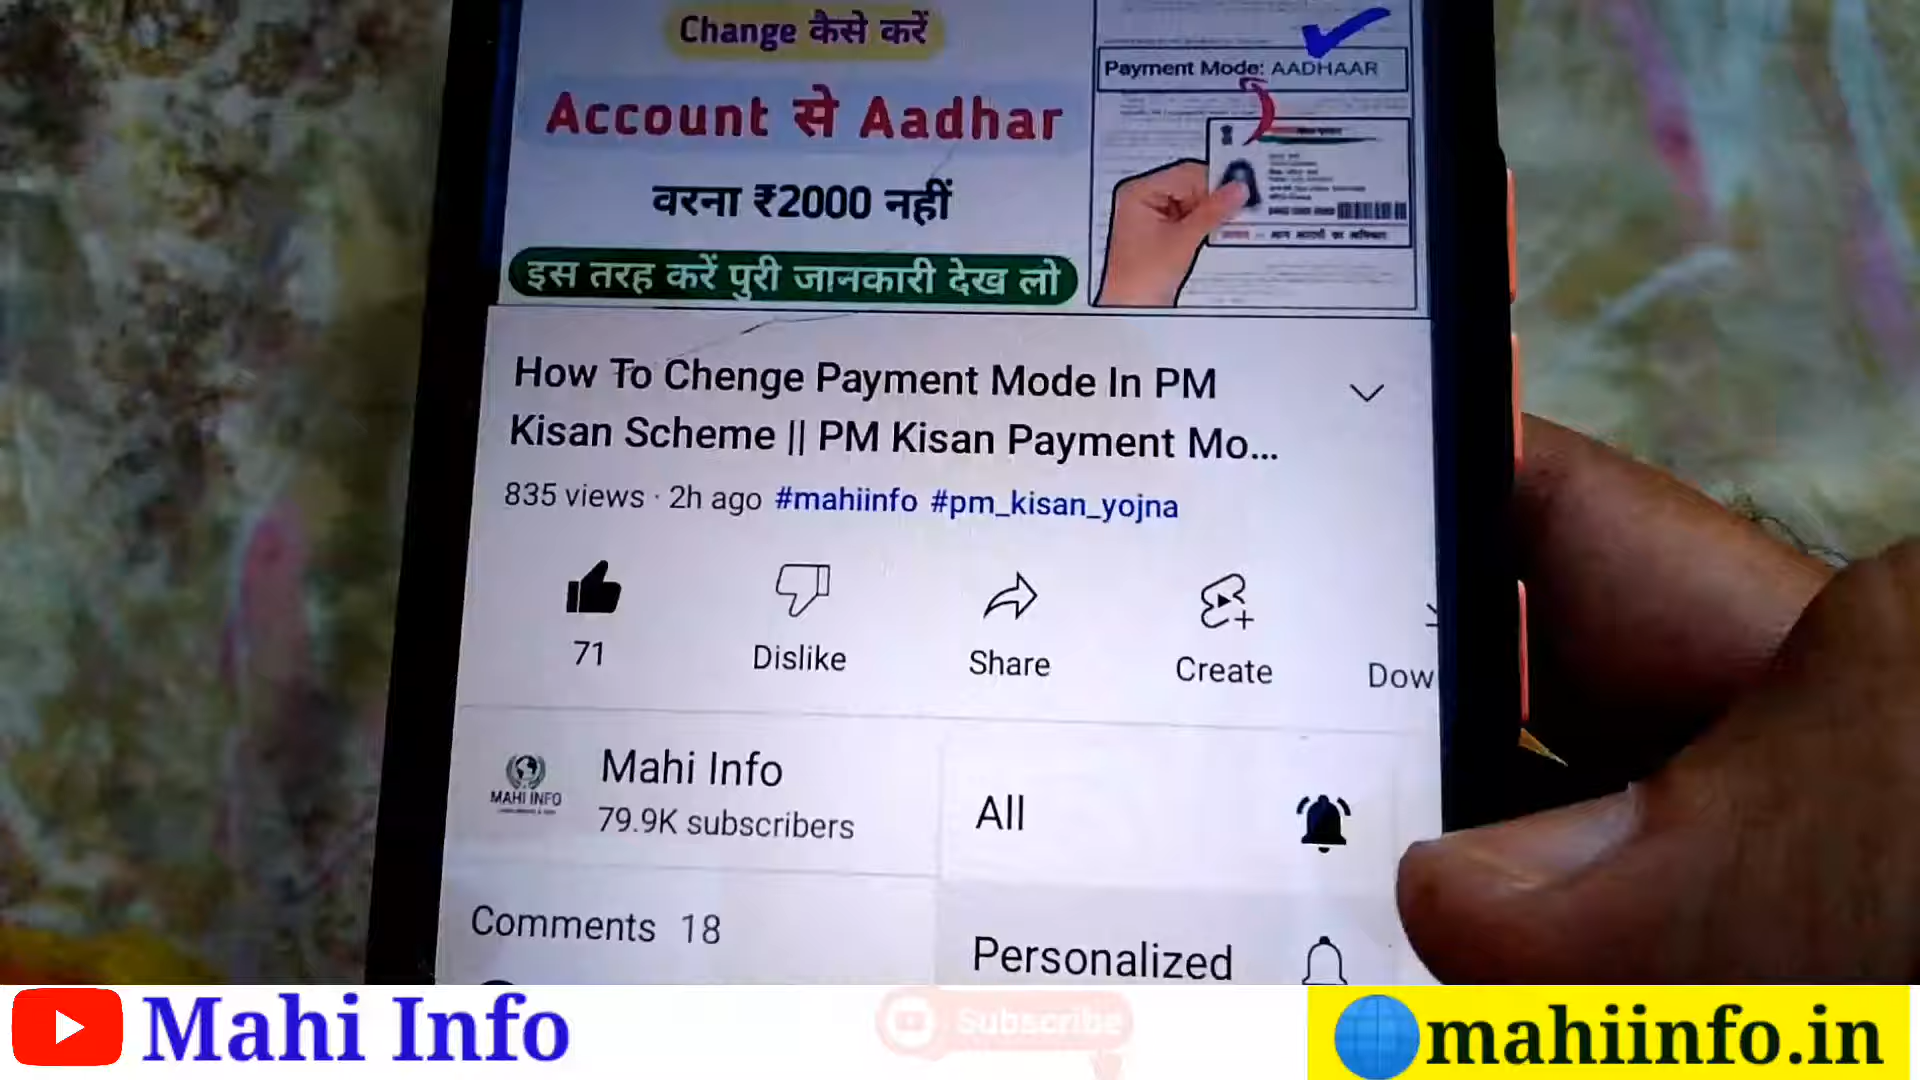 Change कैसे करें
Account से Aadhar
वरना ₹2000 नहीं
इस तरह करें पुरी जानकारी देख लो
Payment Mode: AADHAAR
How To Chenge Payment Mode In PM
Kisan Scheme || PM Kisan Payment Mo...
835 views · 2h ago #mahiinfo #pm_kisan_yojna
71
Dislike
Share
Create
Dow
Mahi Info
79.9K subscribers
MAHI INFO
All
Comments 18
Personalized
Mahi Info
Subscribe
mahiinfo.in